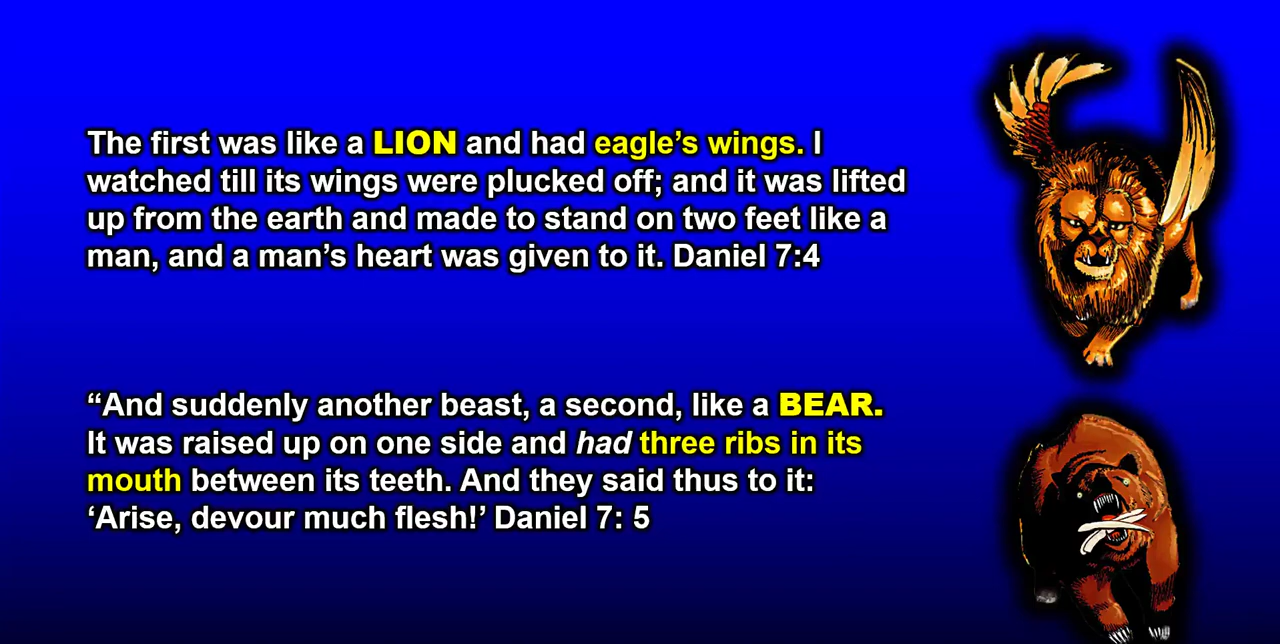 The first was like a LION and had eagle’s wings. I
watched till its wings were plucked off; and it was lifted
up from the earth and made to stand on two feet like a
man, and a man’s heart was given to it. Daniel 7:4
“And suddenly another beast, a second, like a BEAR.
It was raised up on one side and had three ribs in its
mouth between its teeth. And they said thus to it:
‘Arise, devour much flesh!’ Daniel 7: 5